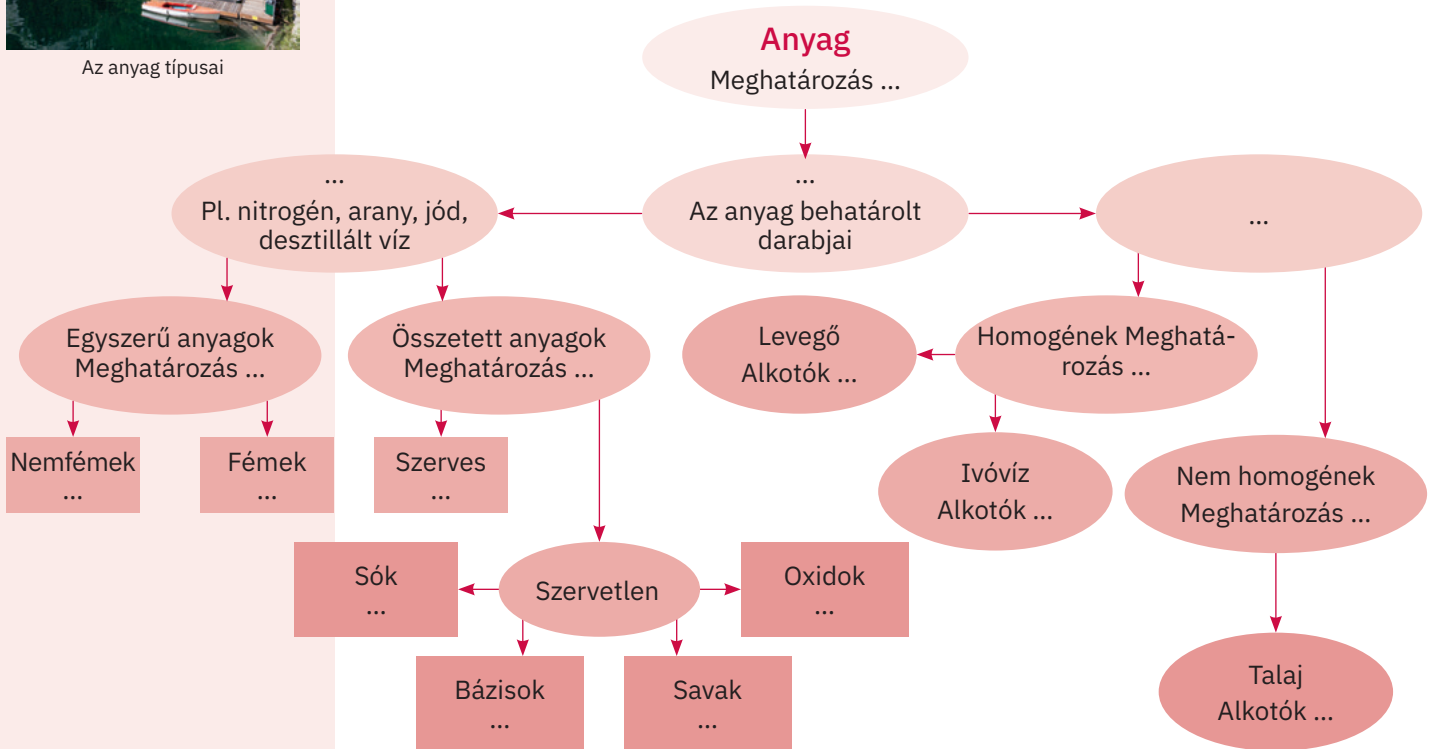 Az anyag típusai
Anyag
Meghatározás ...
...
Pl. nitrogén, arany, jód,
desztillált víz
...
Az anyag behatárolt
darabjai
...
Egyszerű anyagok
Meghatározás ...
Összetett anyagok
Meghatározás ...
Levegő
Alkotók ...
Homogének Meghatá-
rozás ...
Nemfémek
...
Fémek
...
Szerves
...
Ivóvíz
Alkotók ...
Nem homogének
Meghatározás ...
Sók
...
Szervetlen
Oxidok
...
Bázisok
...
Savak
...
Talaj
Alkotók ...